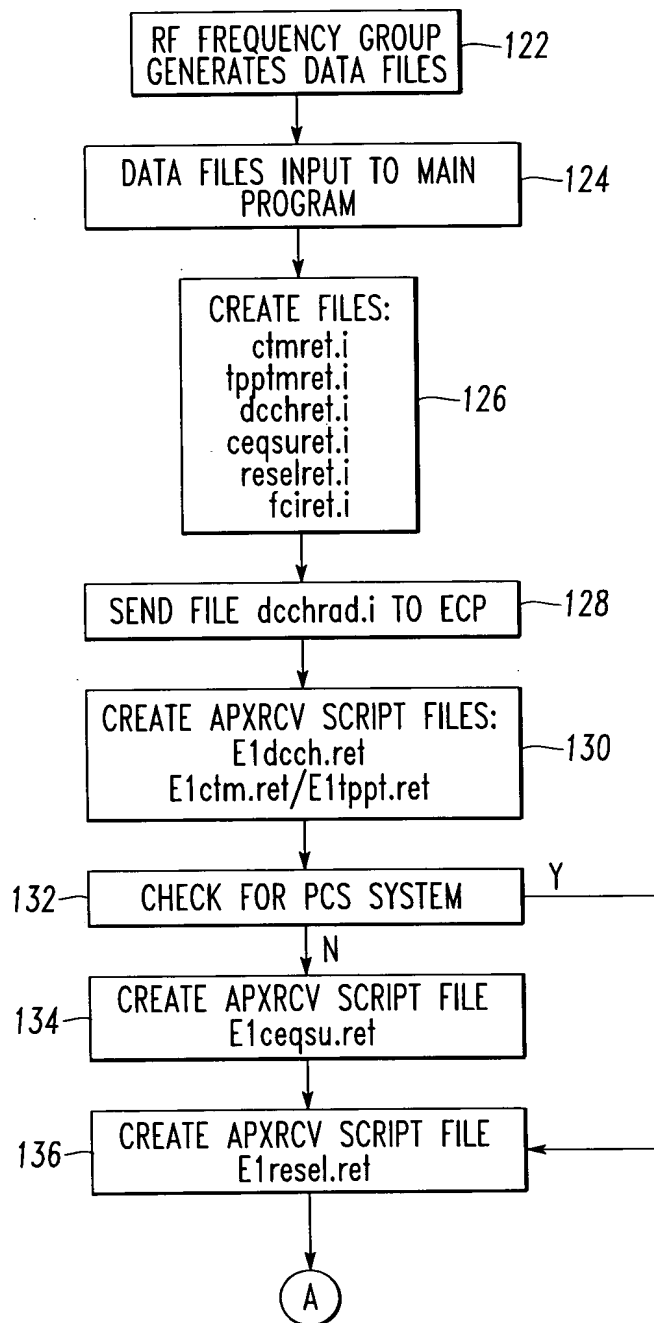 RF FREQUENCY GROUP
GENERATES DATA FILES
122
DATA FILES INPUT TO MAIN
PROGRAM
124
CREATE FILES:
ctmret.i
tpptmret.i
dcchret.i
ceqsuret.i
reselret.i
fciret.i
126
SEND FILE dcchrad.i TO ECP
128
CREATE APXRCV SCRIPT FILES:
E1dcch.ret
E1ctm.ret/E1tppt.ret
130
132
CHECK FOR PCS SYSTEM
Y
N
134
CREATE APXRCV SCRIPT FILE
E1ceqsu.ret
136
CREATE APXRCV SCRIPT FILE
E1resel.ret
A